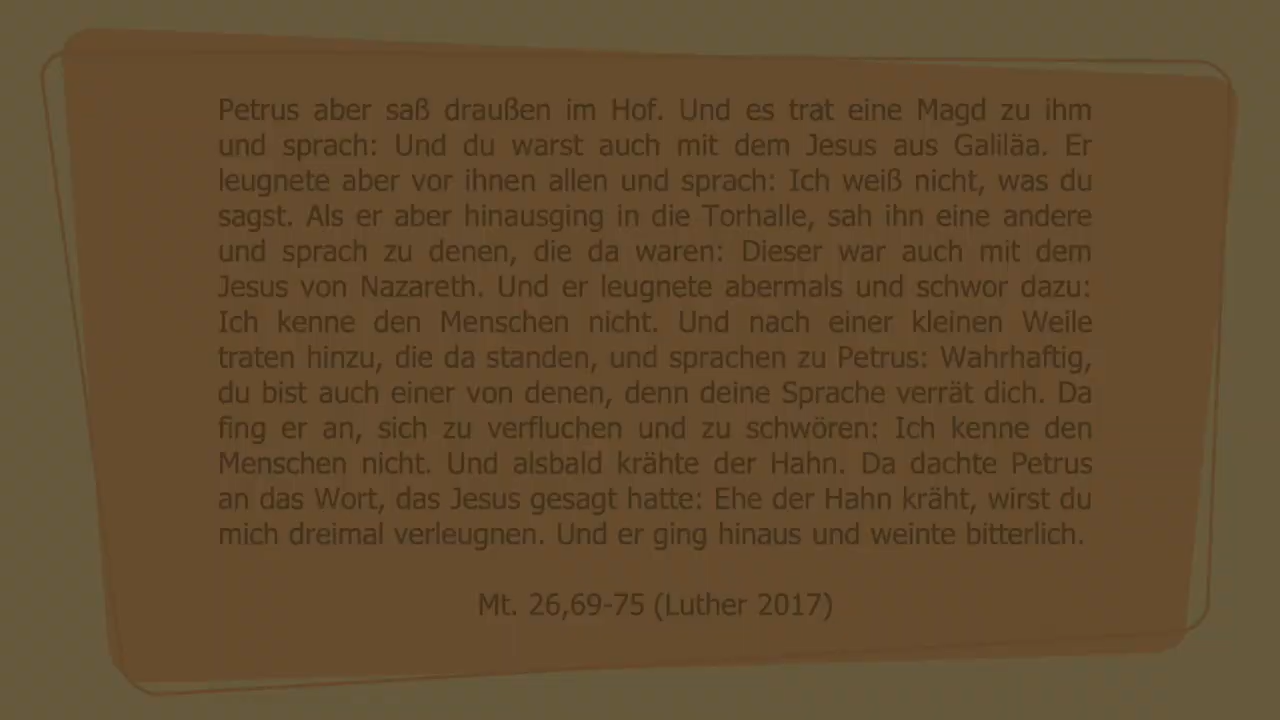 Petrus aber saß draußen im Hof. Und es trat eine Magd zu ihm
und sprach: Und du warst auch mit dem Jesus aus Galiläa. Er
leugnete aber vor ihnen allen und sprach: Ich weiß nicht, was du
sagst. Als er aber hinausging in die Torhalle, sah ihn eine andere
und sprach zu denen, die da waren: Dieser war auch mit dem
Jesus von Nazareth. Und er leugnete abermals und schwor dazu:
Ich kenne den Menschen nicht. Und nach einer kleinen Weile
traten hinzu, die da standen, und sprachen zu Petrus: Wahrhaftig,
du bist auch einer von denen, denn deine Sprache verrät dich. Da
fing er an, sich zu verfluchen und zu schwören: Ich kenne den
Menschen nicht. Und alsbald krähte der Hahn. Da dachte Petrus
an das Wort, das Jesus gesagt hatte: Ehe der Hahn kräht, wirst du
mich dreimal verleugnen. Und er ging hinaus und weinte bitterlich.
Mt. 26,69-75 (Luther 2017)